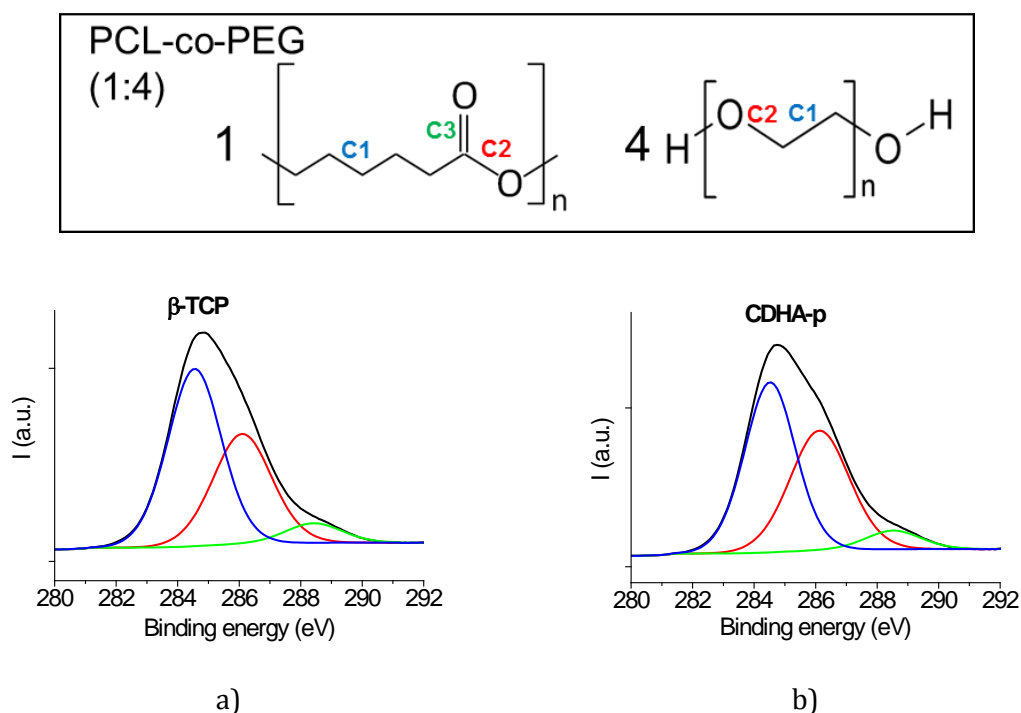 PCL-co-PEG
(1:4)
1
C1
C3
O
C2
O
n
4
H
O
C2
C1
O
H
n
β-TCP
I (a.u.)
280 282 284 286 288 290 292
Binding energy (eV)
a)
CDHA-p
I (a.u.)
280 282 284 286 288 290 292
Binding energy (eV)
b)